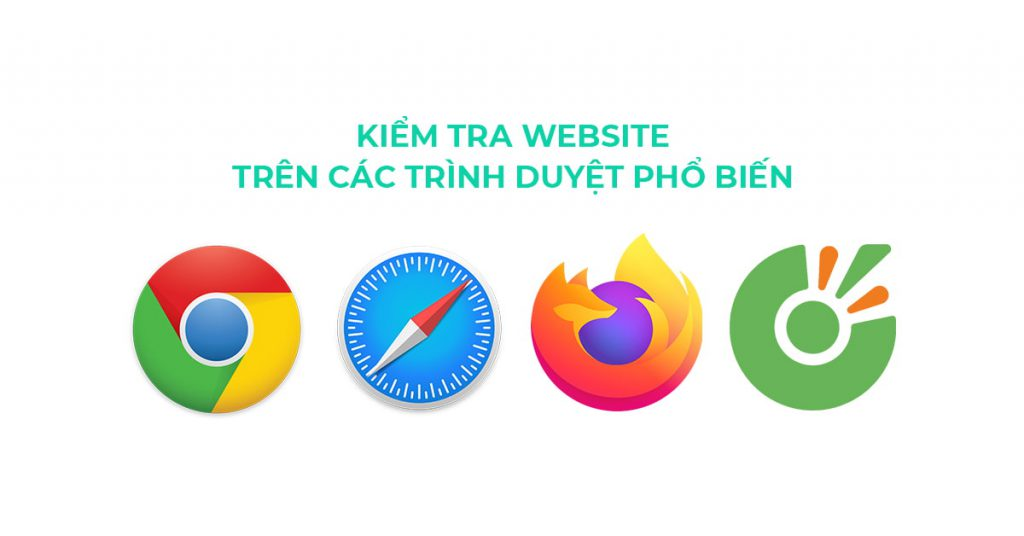 KIỂM TRA WEBSITE
TRÊN CÁC TRÌNH DUYỆT PHỔ BIẾN